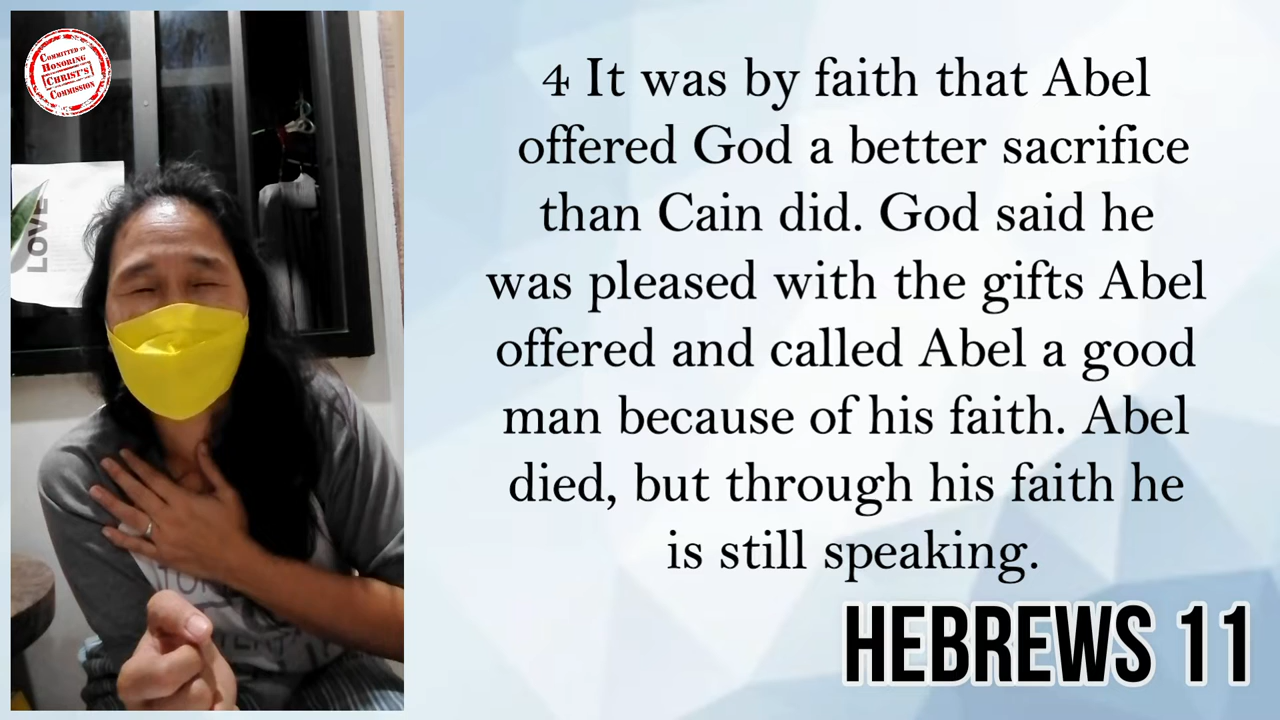 COMMITTED TO
HONORING
CHRIST'S
COMMISSION
LOVE
4 It was by faith that Abel
offered God a better sacrifice
than Cain did. God said he
was pleased with the gifts Abel
offered and called Abel a good
man because of his faith. Abel
died, but through his faith he
is still speaking.
HEBREWS 11